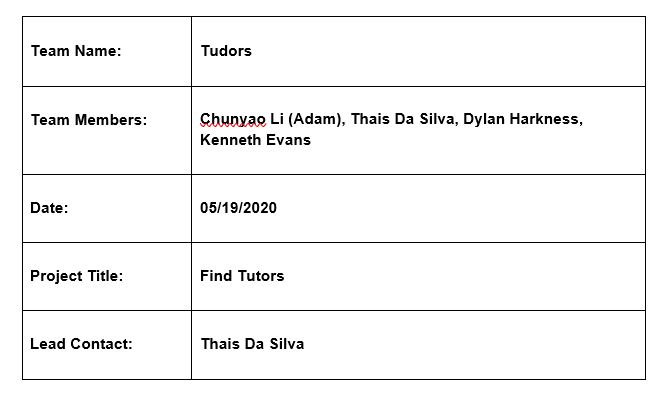 Team Name: Tudors
Team Members: Chunyao Li (Adam), Thais Da Silva, Dylan Harkness,
Kenneth Evans
Date: 05/19/2020
Project Title: Find Tutors
Lead Contact: Thais Da Silva